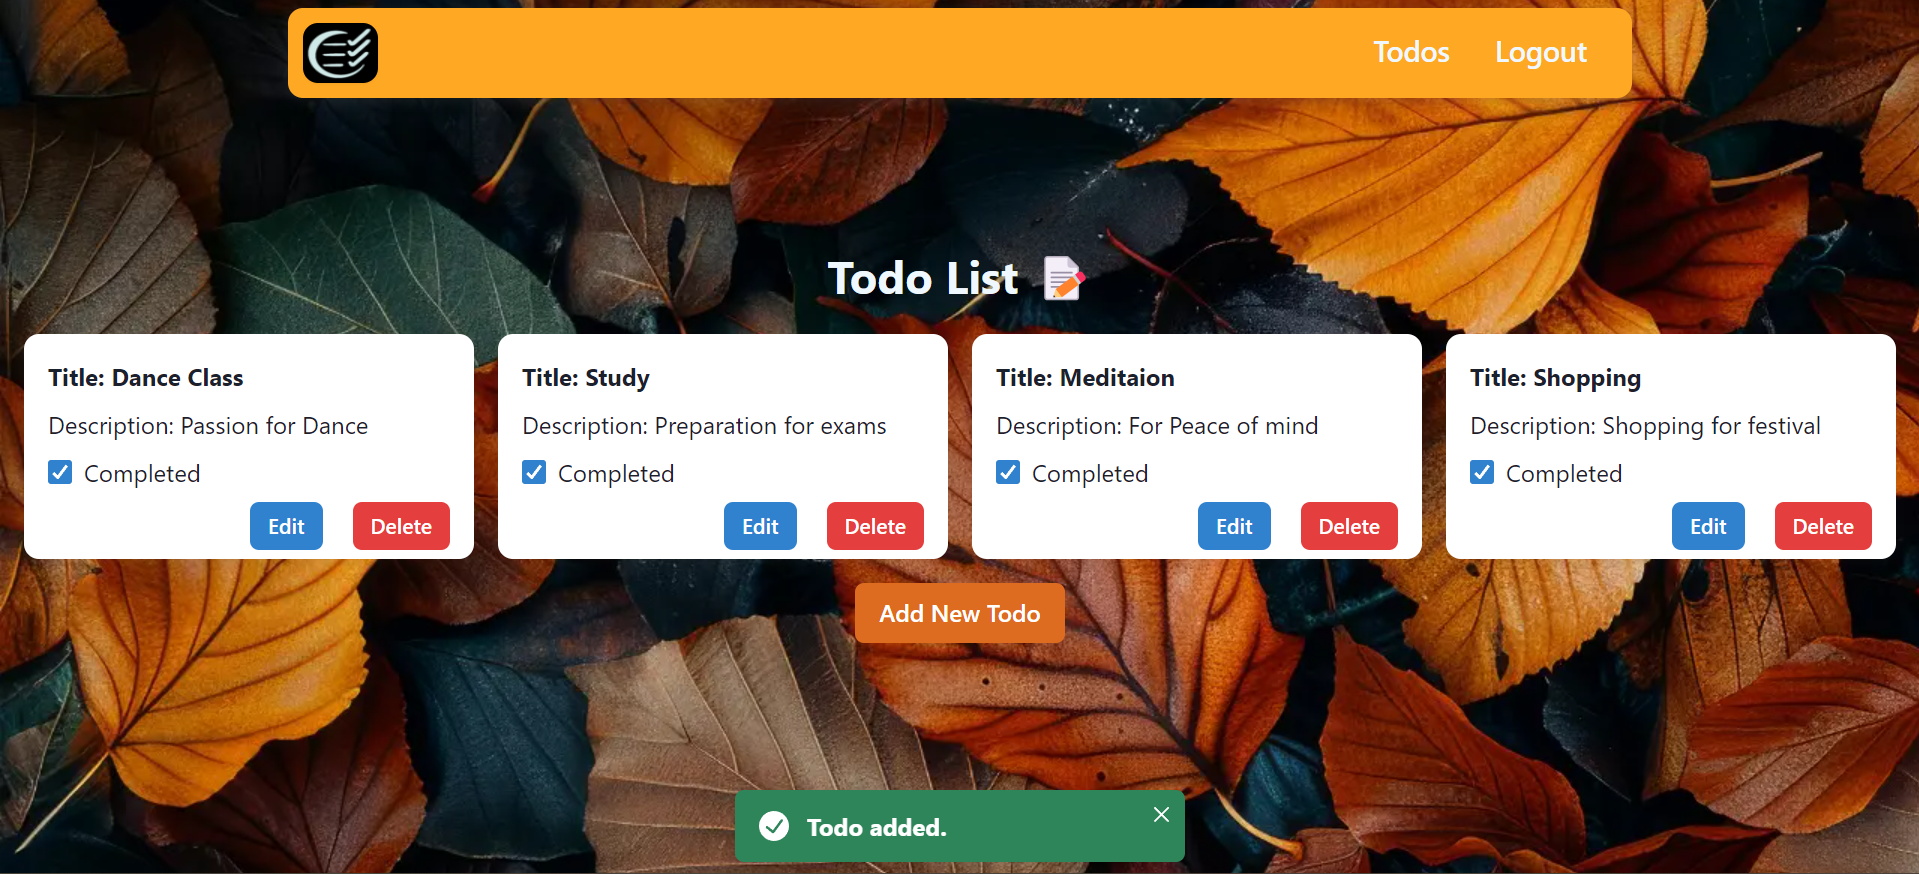 Todos
Logout
Todo List 📝
Title: Dance Class
Description: Passion for Dance
Completed
Edit
Delete
Title: Study
Description: Preparation for exams
Completed
Edit
Delete
Title: Meditaion
Description: For Peace of mind
Completed
Edit
Delete
Title: Shopping
Description: Shopping for festival
Completed
Edit
Delete
Add New Todo
Todo added.